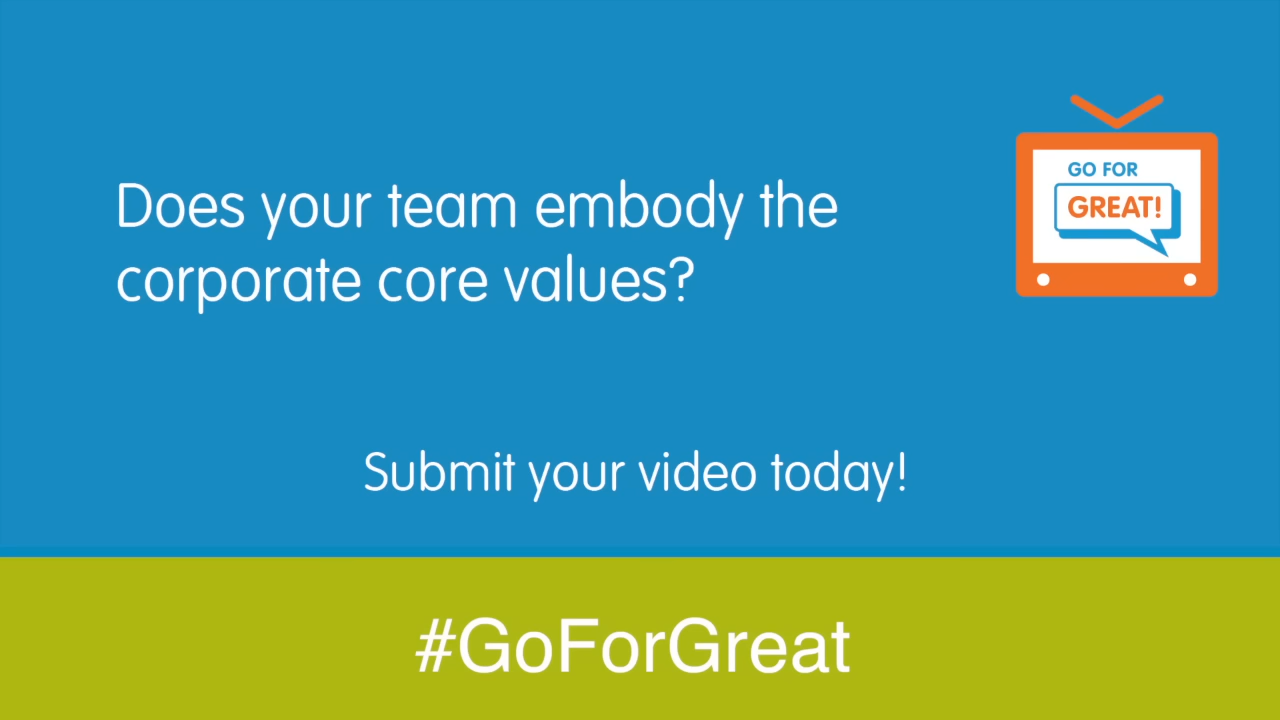 Does your team embody the
corporate core values?
GO FOR
GREAT!
Submit your video today!
#GoForGreat